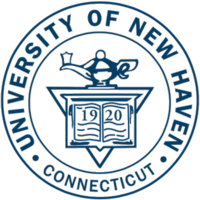 • UNIVERSITY OF NEW HAVEN •
CONNECTICUT
1920